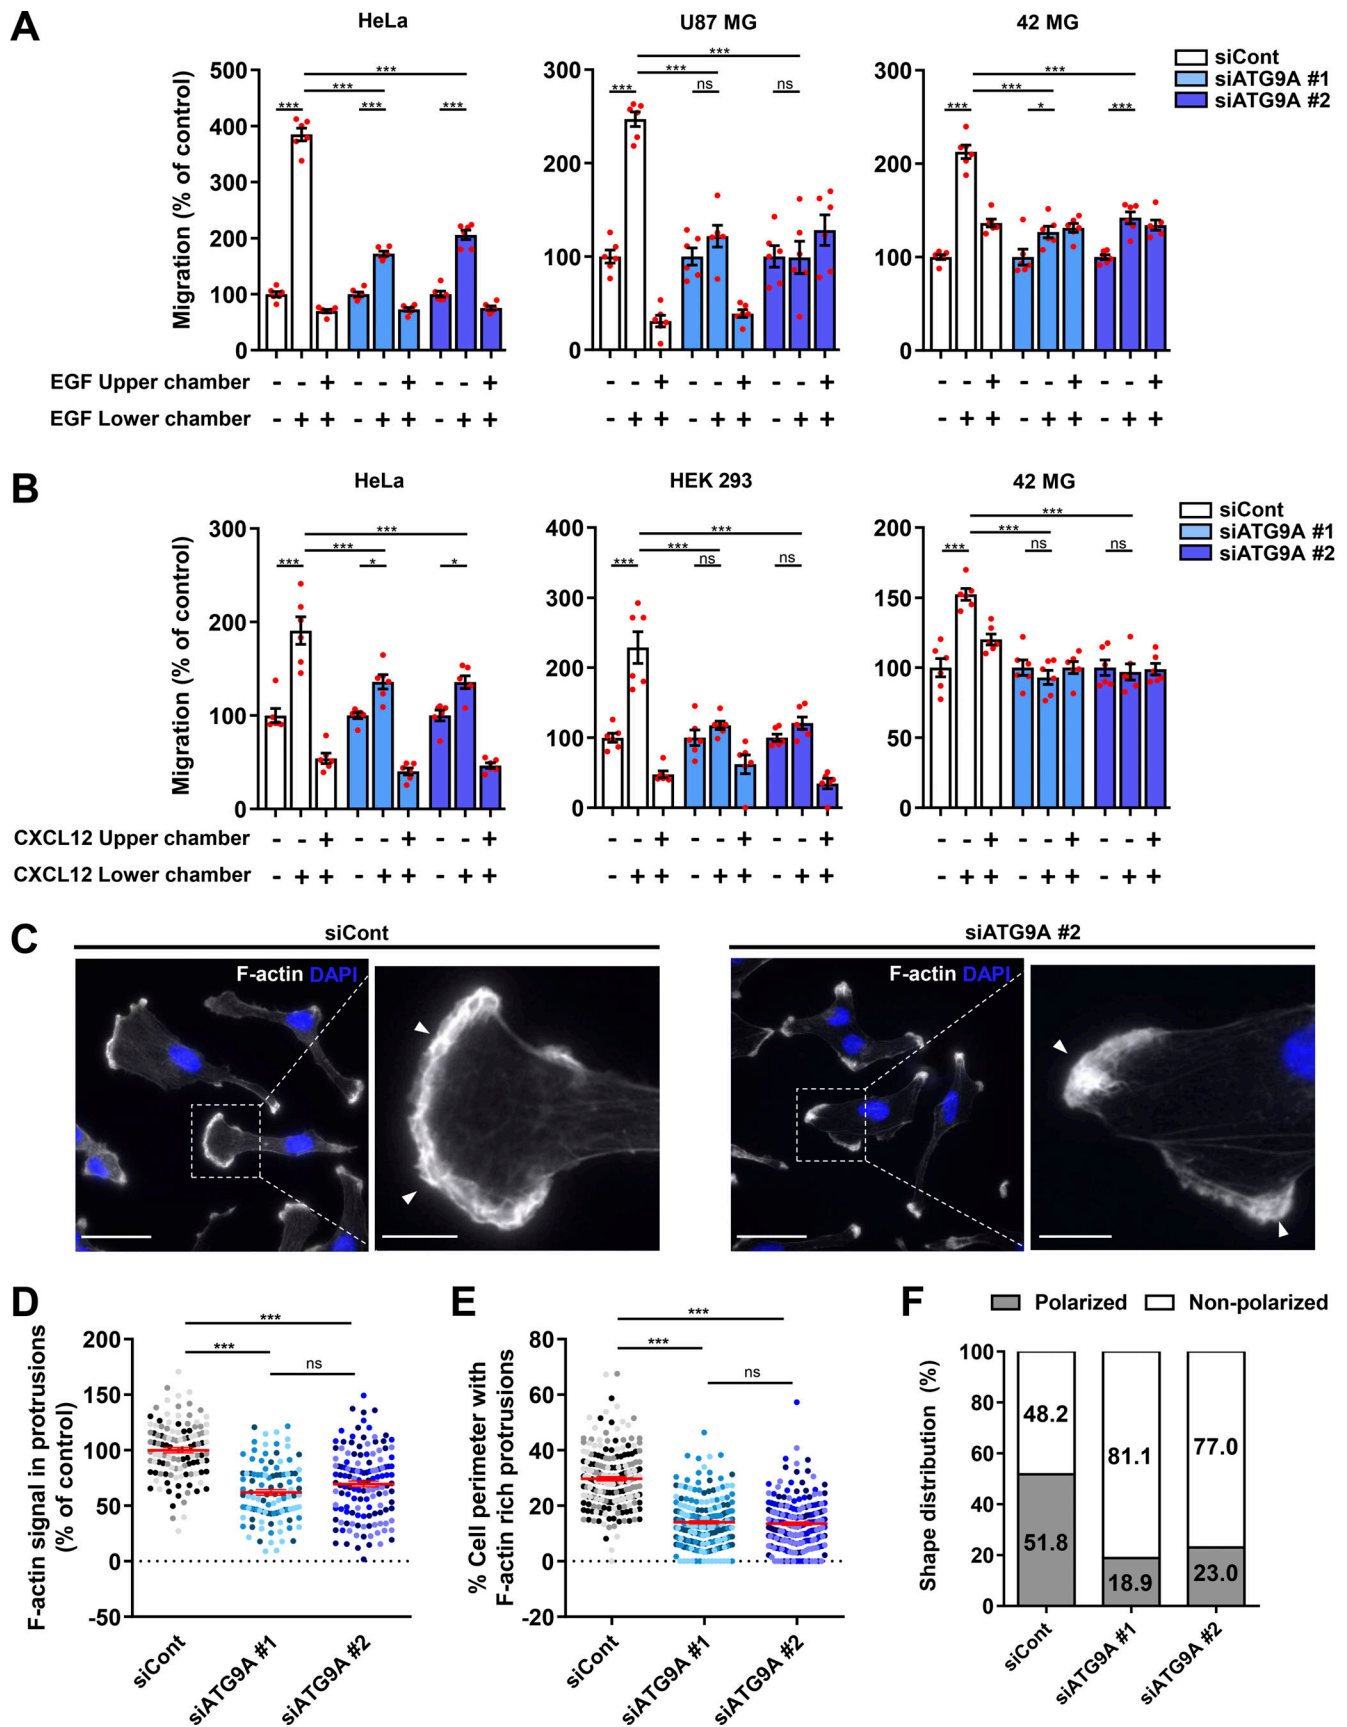 A
HeLa
U87 MG
42 MG
siCont
siATG9A #1
siATG9A #2
Migration (% of control)
500
400
300
200
100
0
*** *** *** *** ***
300
200
100
0
*** *** *** ns ns
300
200
100
0
*** *** *** * ***
EGF Upper chamber - - + - - + - - + - - + - - + - - + - - + - - + - - +
EGF Lower chamber - + + - + + - + + - + + - + + - + + - + + - + + - + +
B
HeLa
HEK 293
42 MG
siCont
siATG9A #1
siATG9A #2
Migration (% of control)
300
200
100
0
*** *** *** * *
400
300
200
100
0
*** *** *** ns ns
200
150
100
50
0
*** *** *** ns ns
CXCL12 Upper chamber - - + - - + - - + - - + - - + - - + - - + - - + - - +
CXCL12 Lower chamber - + + - + + - + + - + + - + + - + + - + + - + + - + +
C
siCont
siATG9A #2
F-actin DAPI
F-actin DAPI
D
F-actin signal in protrusions
(% of control)
200
150
100
50
0
-50
***
***
ns
siCont
siATG9A #1
siATG9A #2
E
% Cell perimeter with
F-actin rich protrusions
80
60
40
20
0
-20
***
***
ns
siCont
siATG9A #1
siATG9A #2
F
Polarized
Non-polarized
Shape distribution (%)
100
80
60
40
20
0
48.2
81.1
77.0
51.8
18.9
23.0
siCont
siATG9A #1
siATG9A #2